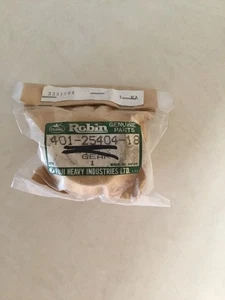 Robin GENUINE PARTS
401-25404-18
GEAR
1
FUJI HEAVY INDUSTRIES LTD.